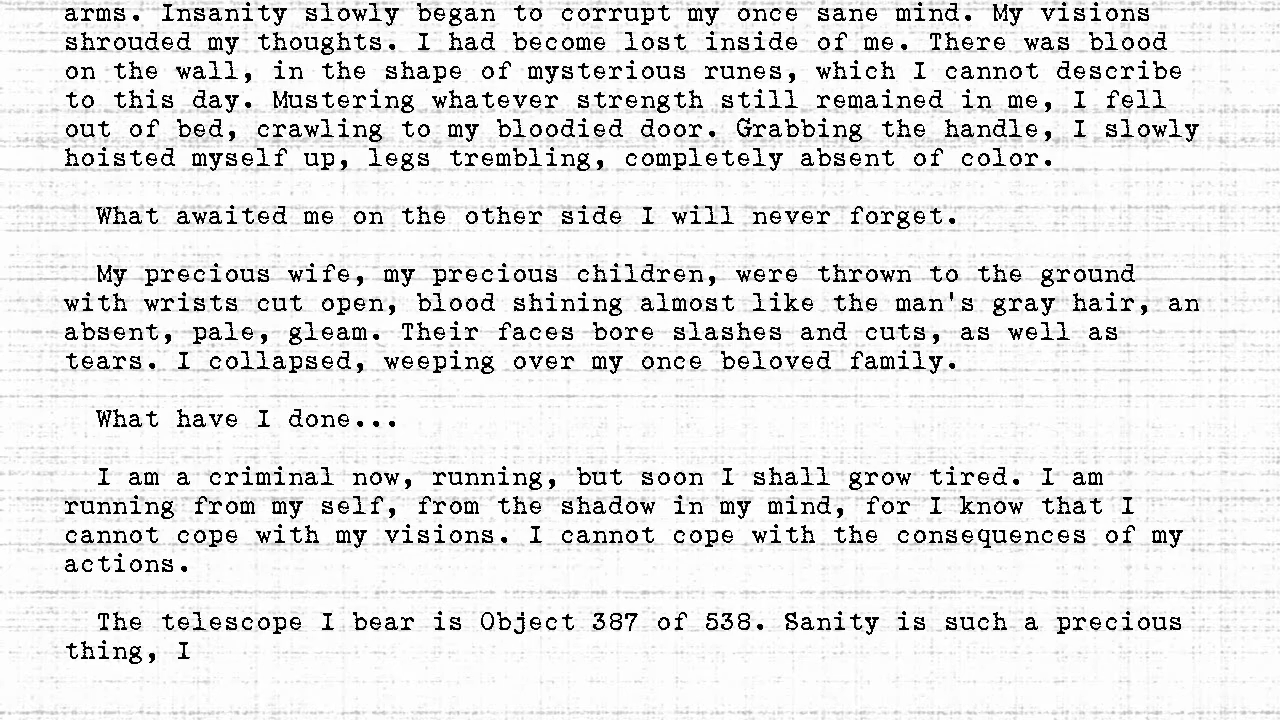 arms. Insanity slowly began to corrupt my once sane mind. My visions
shrouded my thoughts. I had become lost inside of me. There was blood
on the wall, in the shape of mysterious runes, which I cannot describe
to this day. Mustering whatever strength still remained in me, I fell
out of bed, crawling to my bloodied door. Grabbing the handle, I slowly
hoisted myself up, legs trembling, completely absent of color.
What awaited me on the other side I will never forget.
My precious wife, my precious children, were thrown to the ground
with wrists cut open, blood shining almost like the man's gray hair, an
absent, pale, gleam. Their faces bore slashes and cuts, as well as
tears. I collapsed, weeping over my once beloved family.
What have I done...
I am a criminal now, running, but soon I shall grow tired. I am
running from my self, from the shadow in my mind, for I know that I
cannot cope with my visions. I cannot cope with the consequences of my
actions.
The telescope I bear is Object 387 of 538. Sanity is such a precious
thing, I